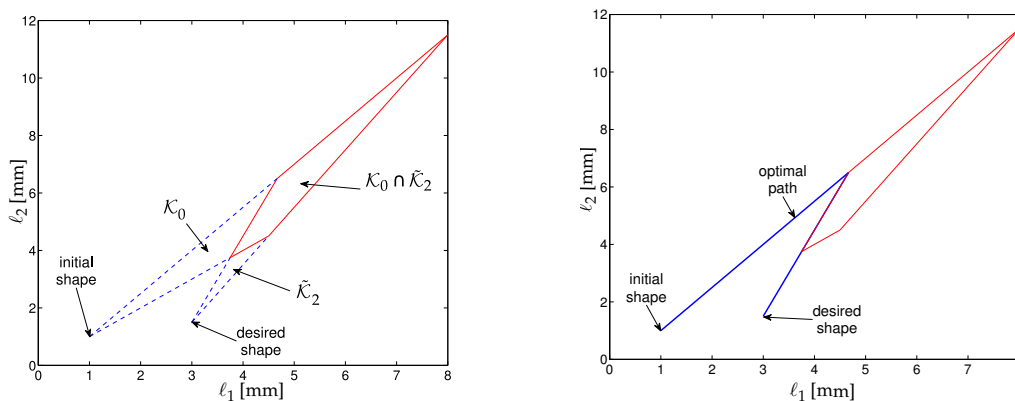 12
10
8
6
4
2
0
ℓ₂ [mm]
𝒦₀
𝒦₀ ∩ 𝒦̃₂
𝒦̃₂
initial
shape
desired
shape
0 1 2 3 4 5 6 7 8
ℓ₁ [mm]
12
10
8
6
4
2
0
ℓ₂ [mm]
optimal
path
initial
shape
desired
shape
0 1 2 3 4 5 6 7
ℓ₁ [mm]